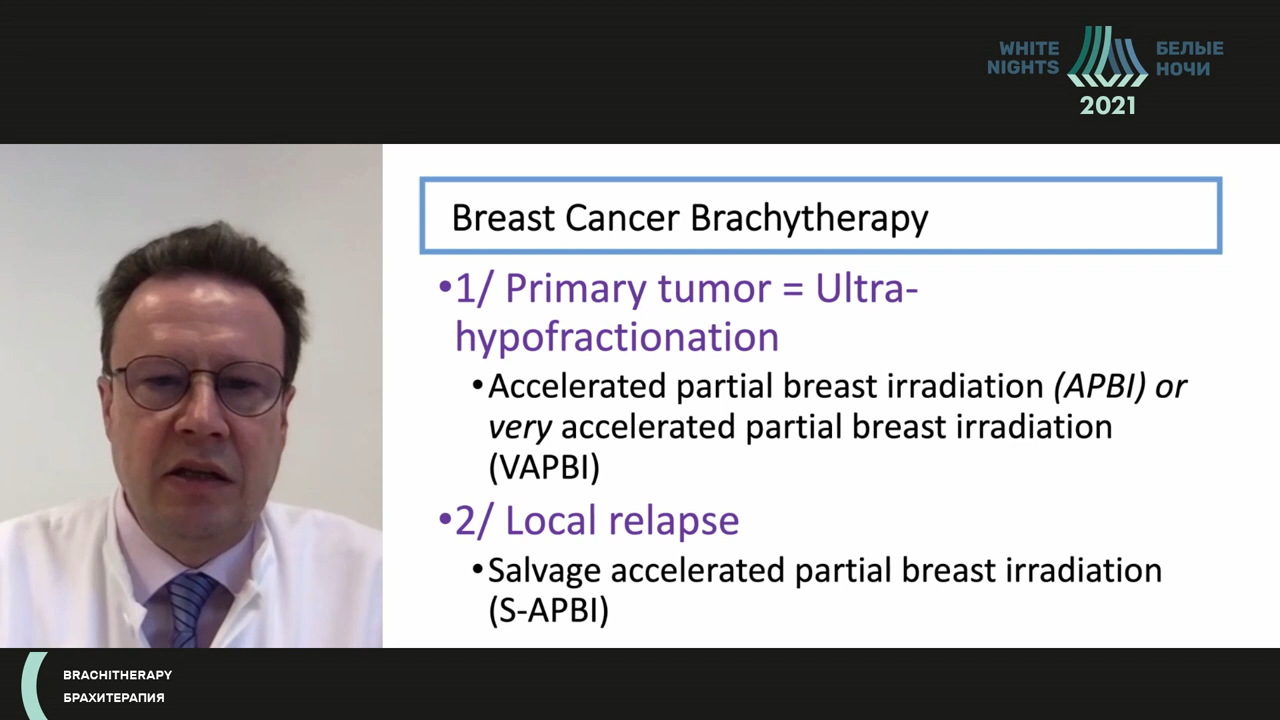 WHITE
NIGHTS
БЕЛЫЕ
НОЧИ
2021
Breast Cancer Brachytherapy
•1/ Primary tumor = Ultra-
hypofractionation
•Accelerated partial breast irradiation (APBI) or
very accelerated partial breast irradiation
(VAPBI)
•2/ Local relapse
•Salvage accelerated partial breast irradiation
(S-APBI)
BRACHITHERAPY
БРАХИТЕРАПИЯ